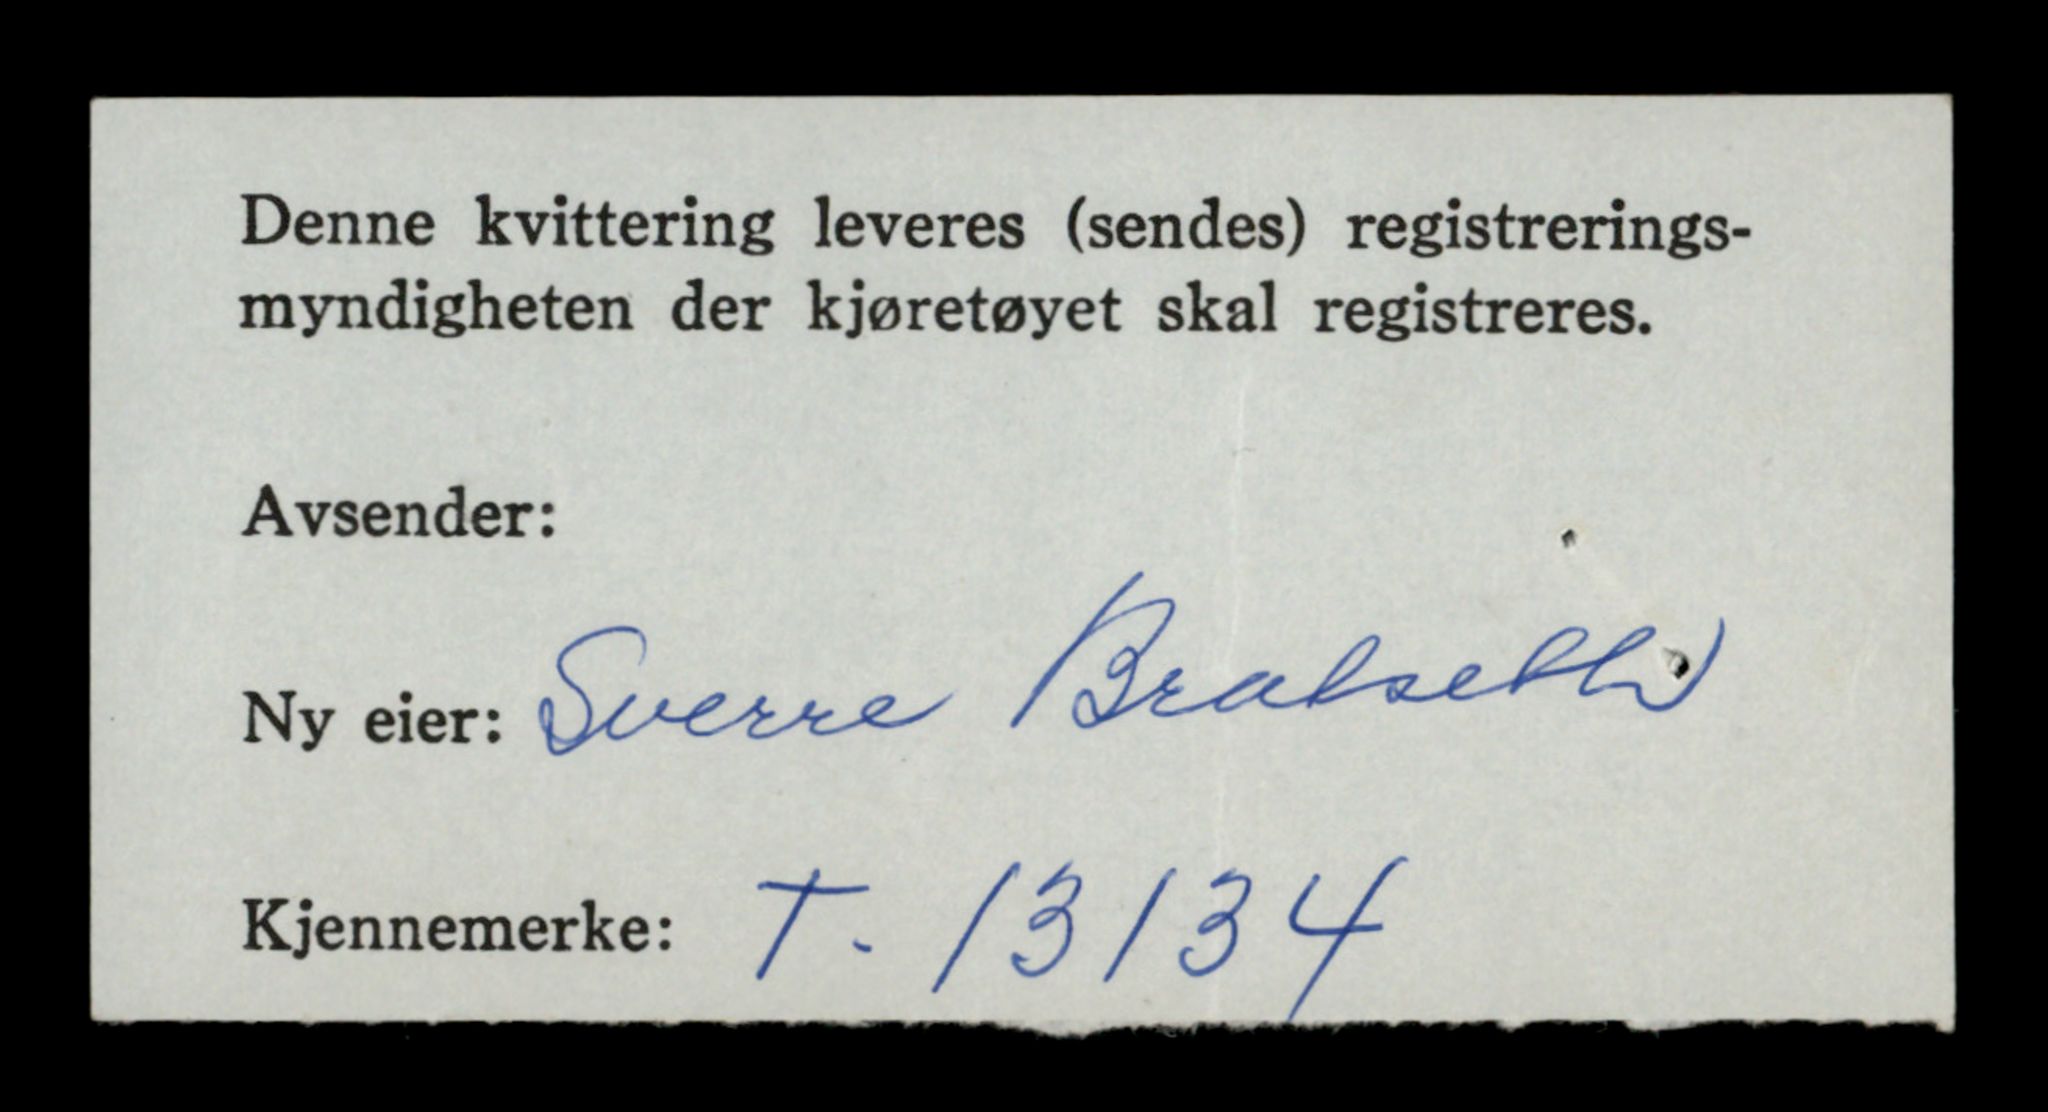 Denne kvittering leveres (sendes) registrerings-
myndigheten der kjøretøyet skal registreres.
Avsender:
Ny eier: Sverre Bratseth
Kjennemerke: T. 13134